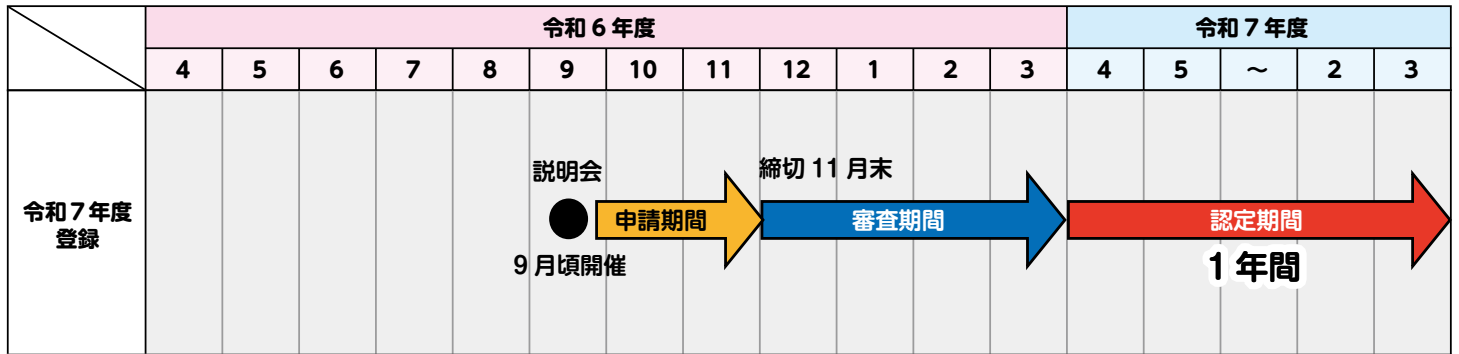 令和6年度 令和7年度
4 5 6 7 8 9 10 11 12 1 2 3 4 5 ～ 2 3
令和7年度
登録
説明会
9月頃開催
申請期間
締切11月末
審査期間
認定期間
1年間